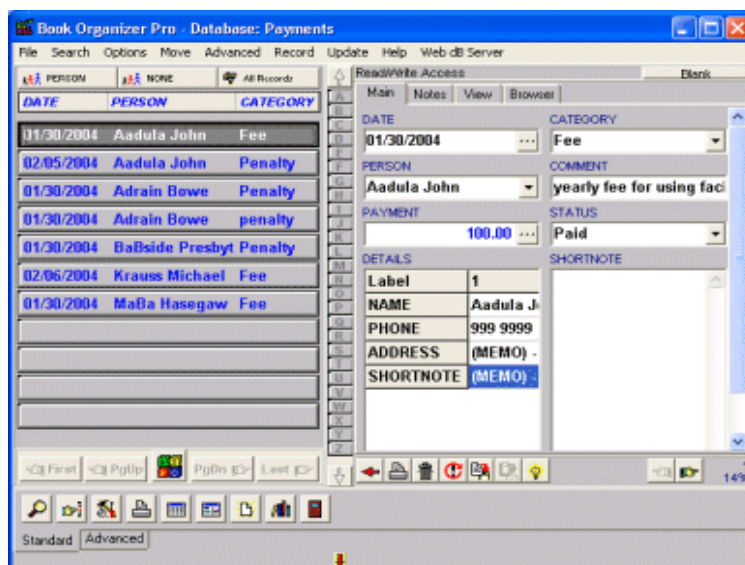 Book Organizer Pro - Database: Payments
File Search Options Move Advanced Record Update Help Web dB Server
PERSON NONE All Records
DATE PERSON CATEGORY
01/30/2004 Aadula John Fee
02/05/2004 Aadula John Penalty
01/30/2004 Adrain Bowe Penalty
01/30/2004 Adrain Bowe penalty
01/30/2004 BaBside Presbyt Penalty
02/06/2004 Krauss Michael Fee
01/30/2004 MaBa Hasegaw Fee
First PgUp PgDn Last
Standard Advanced
A
B
C
D
E
F
G
H
I
J
K
L
M
N
O
P
Q
R
S
T
U
V
W
X
Y
Z
ReadWrite Access Blank
Main Notes View Browser
DATE CATEGORY
01/30/2004 ... Fee
PERSON COMMENT
Aadula John yearly fee for using faci
PAYMENT STATUS
100.00 ... Paid
DETAILS SHORTNOTE
Label 1
NAME Aadula J
PHONE 999 9999
ADDRESS (MEMO) -
SHORTNOTE (MEMO) -